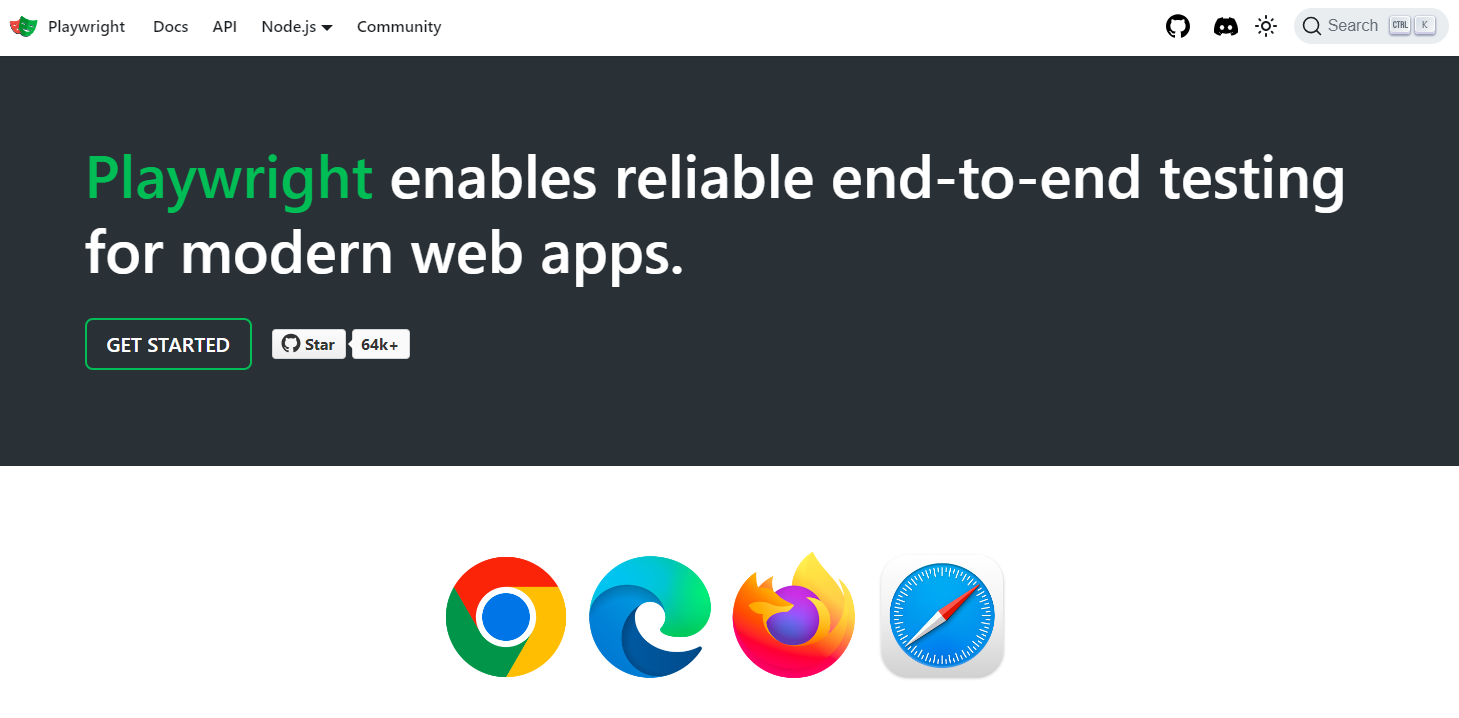 Playwright Docs API Node.js Community Search CTRL K
Playwright enables reliable end-to-end testing
for modern web apps.
GET STARTED Star 64k+